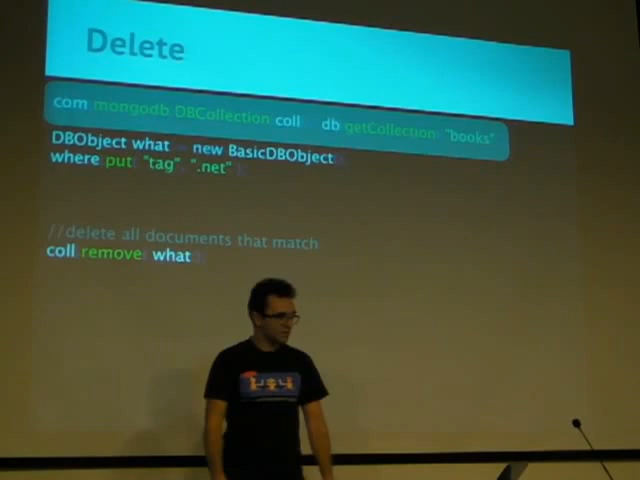 Delete
com mongodb DBCollection coll db getCollection "books"
DBObject what = new BasicDBObject();
where put( "tag", ".net" );
//delete all documents that match
coll remove( what );